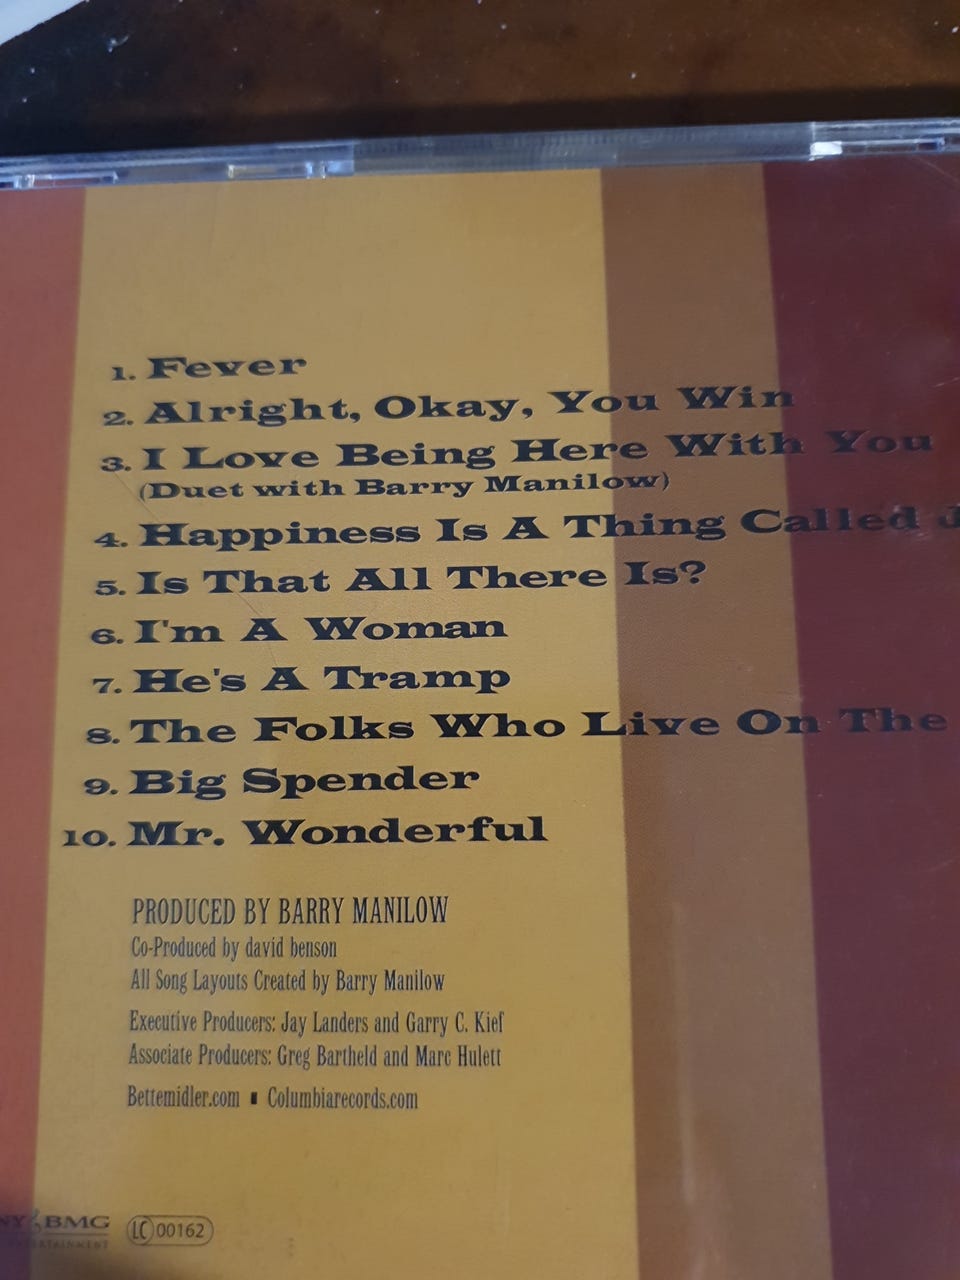 1. Fever
2. Alright, Okay, You Win
3. I Love Being Here With You
(Duet with Barry Manilow)
4. Happiness Is A Thing Called J
5. Is That All There Is?
6. I'm A Woman
7. He's A Tramp
8. The Folks Who Live On The
9. Big Spender
10. Mr. Wonderful
PRODUCED BY BARRY MANILOW
Co-Produced by david benson
All Song Layouts Created by Barry Manilow
Executive Producers: Jay Landers and Garry C. Kief
Associate Producers: Greg Bartheld and Marc Hulett
Bettemidler.com ▪ Columbiarecords.com
NY BMG
ENTERTAINMENT
LC 00162